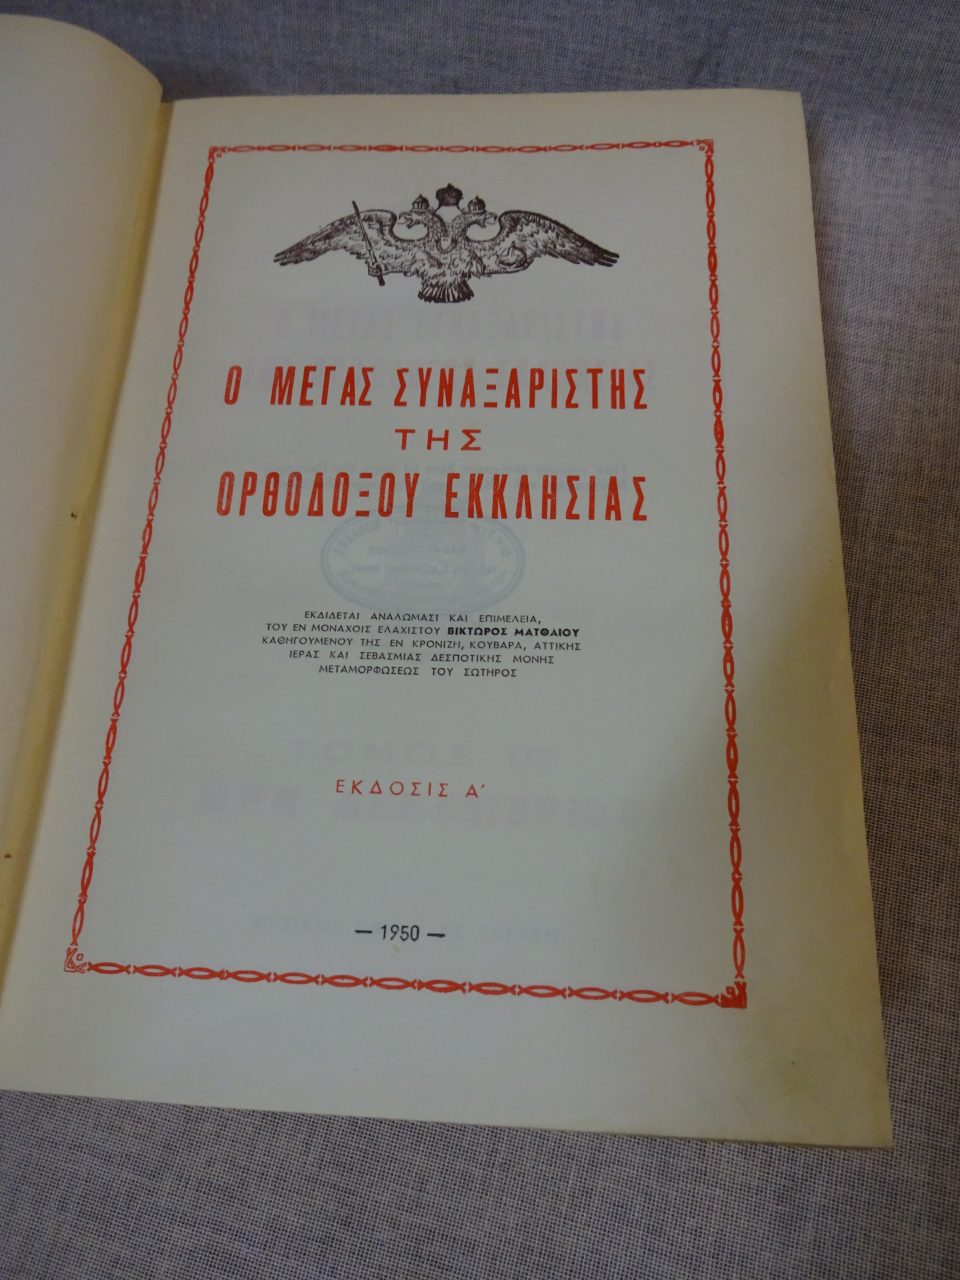 Ο ΜΕΓΑΣ ΣΥΝΑΞΑΡΙΣΤΗΣ
ΤΗΣ
ΟΡΘΟΔΟΞΟΥ ΕΚΚΛΗΣΙΑΣ
ΕΚΔΙΔΕΤΑΙ ΑΝΑΛΩΜΑΣΙ ΚΑΙ ΕΠΙΜΕΛΕΙΑ,
ΤΟΥ ΕΝ ΜΟΝΑΧΟΙΣ ΕΛΑΧΙΣΤΟΥ ΒΙΚΤΩΡΟΣ ΜΑΤΘΑΙΟΥ
ΚΑΘΗΓΟΥΜΕΝΟΥ ΤΗΣ ΕΝ ΚΡΟΝΙΖΗ, ΚΟΥΒΑΡΑ, ΑΤΤΙΚΗΣ
ΙΕΡΑΣ ΚΑΙ ΣΕΒΑΣΜΙΑΣ ΔΕΣΠΟΤΙΚΗΣ ΜΟΝΗΣ
ΜΕΤΑΜΟΡΦΩΣΕΩΣ ΤΟΥ ΣΩΤΗΡΟΣ
ΕΚΔΟΣΙΣ Α΄
— 1950 —